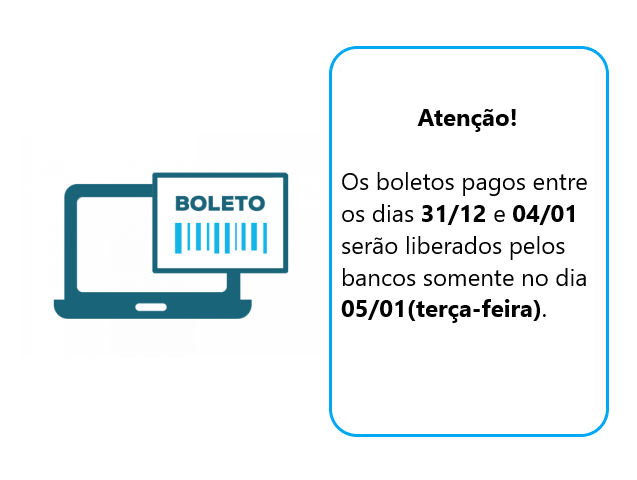 BOLETO
Atenção!
Os boletos pagos entre
os dias 31/12 e 04/01
serão liberados pelos
bancos somente no dia
05/01(terça-feira).